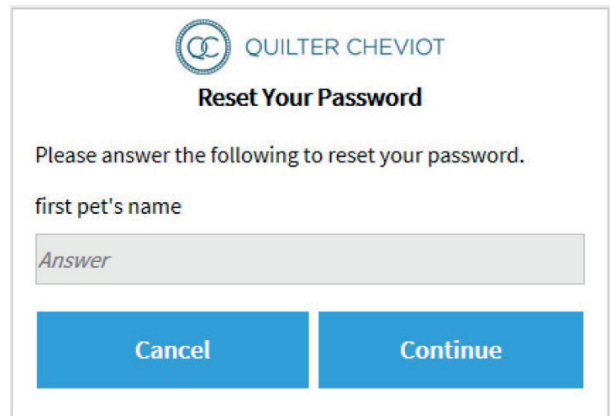 QC QUILTER CHEVIOT
Reset Your Password
Please answer the following to reset your password.
first pet's name
Answer
Cancel Continue